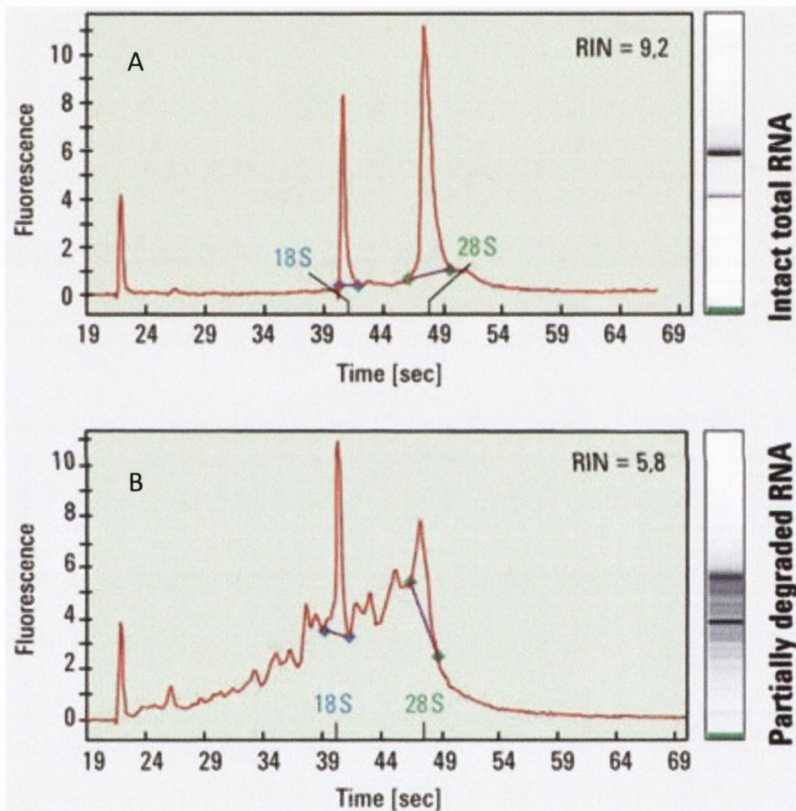 A
RIN = 9,2
10
8
6
4
2
0
Fluorescence
18S
28S
19 24 29 34 39 44 49 54 59 64 69
Time [sec]
Intact total RNA
B
RIN = 5,8
10
8
6
4
2
0
Fluorescence
18S
28S
19 24 29 34 39 44 49 54 59 64 69
Time [sec]
Partially degraded RNA